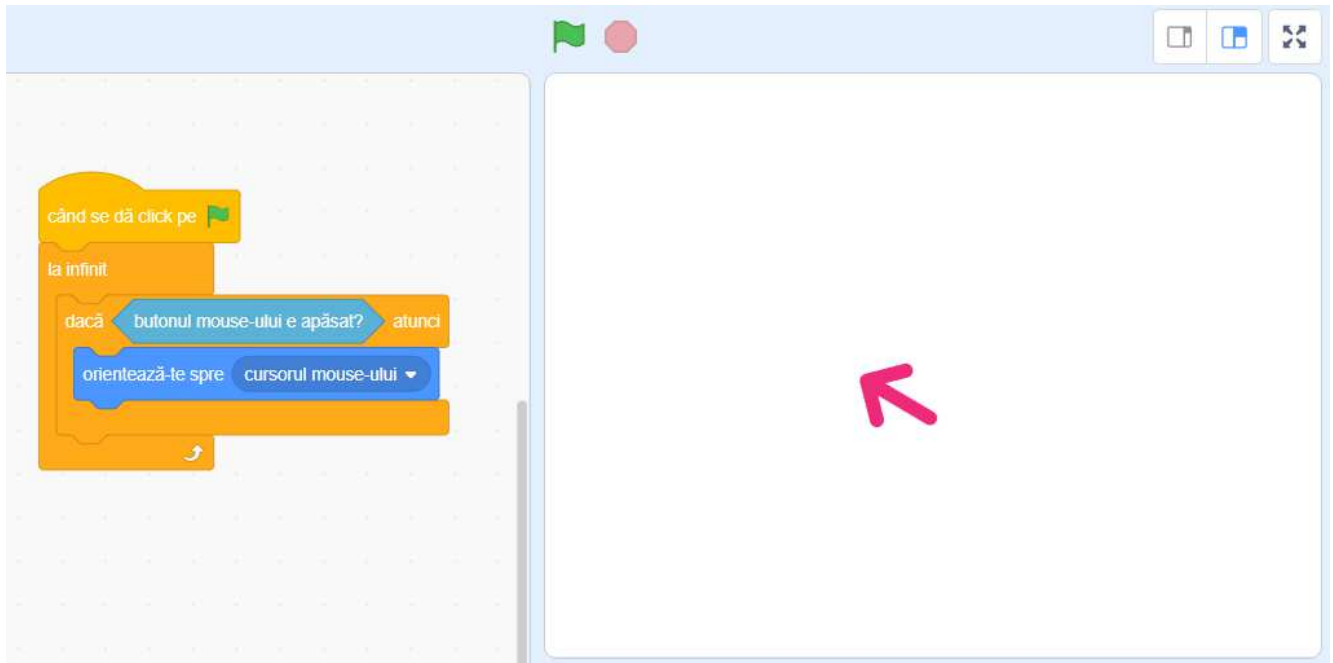 când se dă click pe
la infinit
dacă butonul mouse-ului e apăsat? atunci
orientează-te spre cursorul mouse-ului